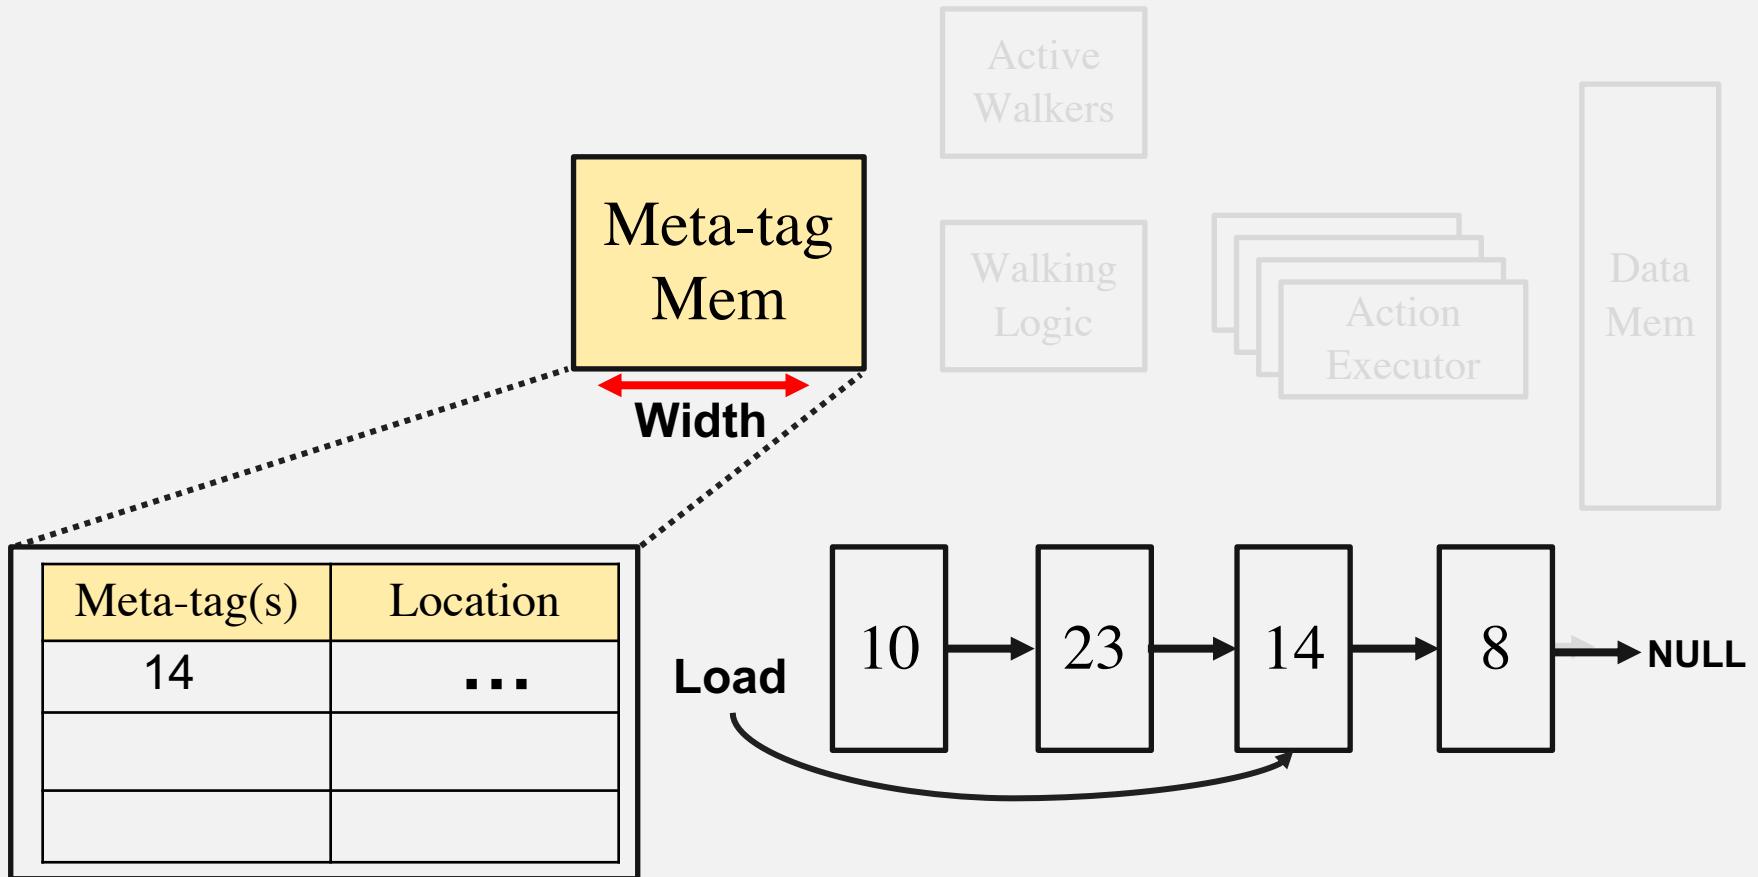 Active
Walkers
Meta-tag
Mem
Walking
Logic
Action
Executor
Data
Mem
Width
Meta-tag(s) Location
14 ...
Load
10 23 14 8 NULL